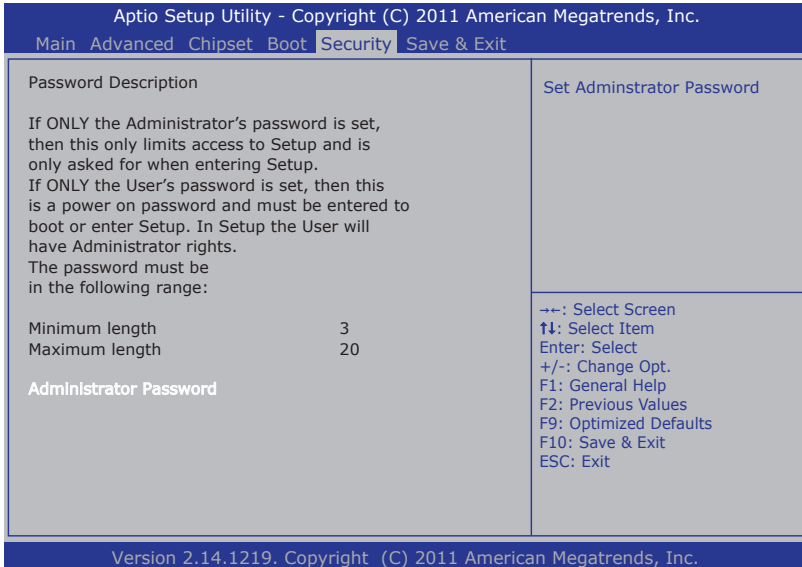 Aptio Setup Utility - Copyright (C) 2011 American Megatrends, Inc.
Main Advanced Chipset Boot Security Save & Exit
Password Description
If ONLY the Administrator's password is set,
then this only limits access to Setup and is
only asked for when entering Setup.
If ONLY the User's password is set, then this
is a power on password and must be entered to
boot or enter Setup. In Setup the User will
have Administrator rights.
The password must be
in the following range:
Minimum length 3
Maximum length 20
Administrator Password
Set Adminstrator Password
→←: Select Screen
↑↓: Select Item
Enter: Select
+/-: Change Opt.
F1: General Help
F2: Previous Values
F9: Optimized Defaults
F10: Save & Exit
ESC: Exit
Version 2.14.1219. Copyright (C) 2011 American Megatrends, Inc.